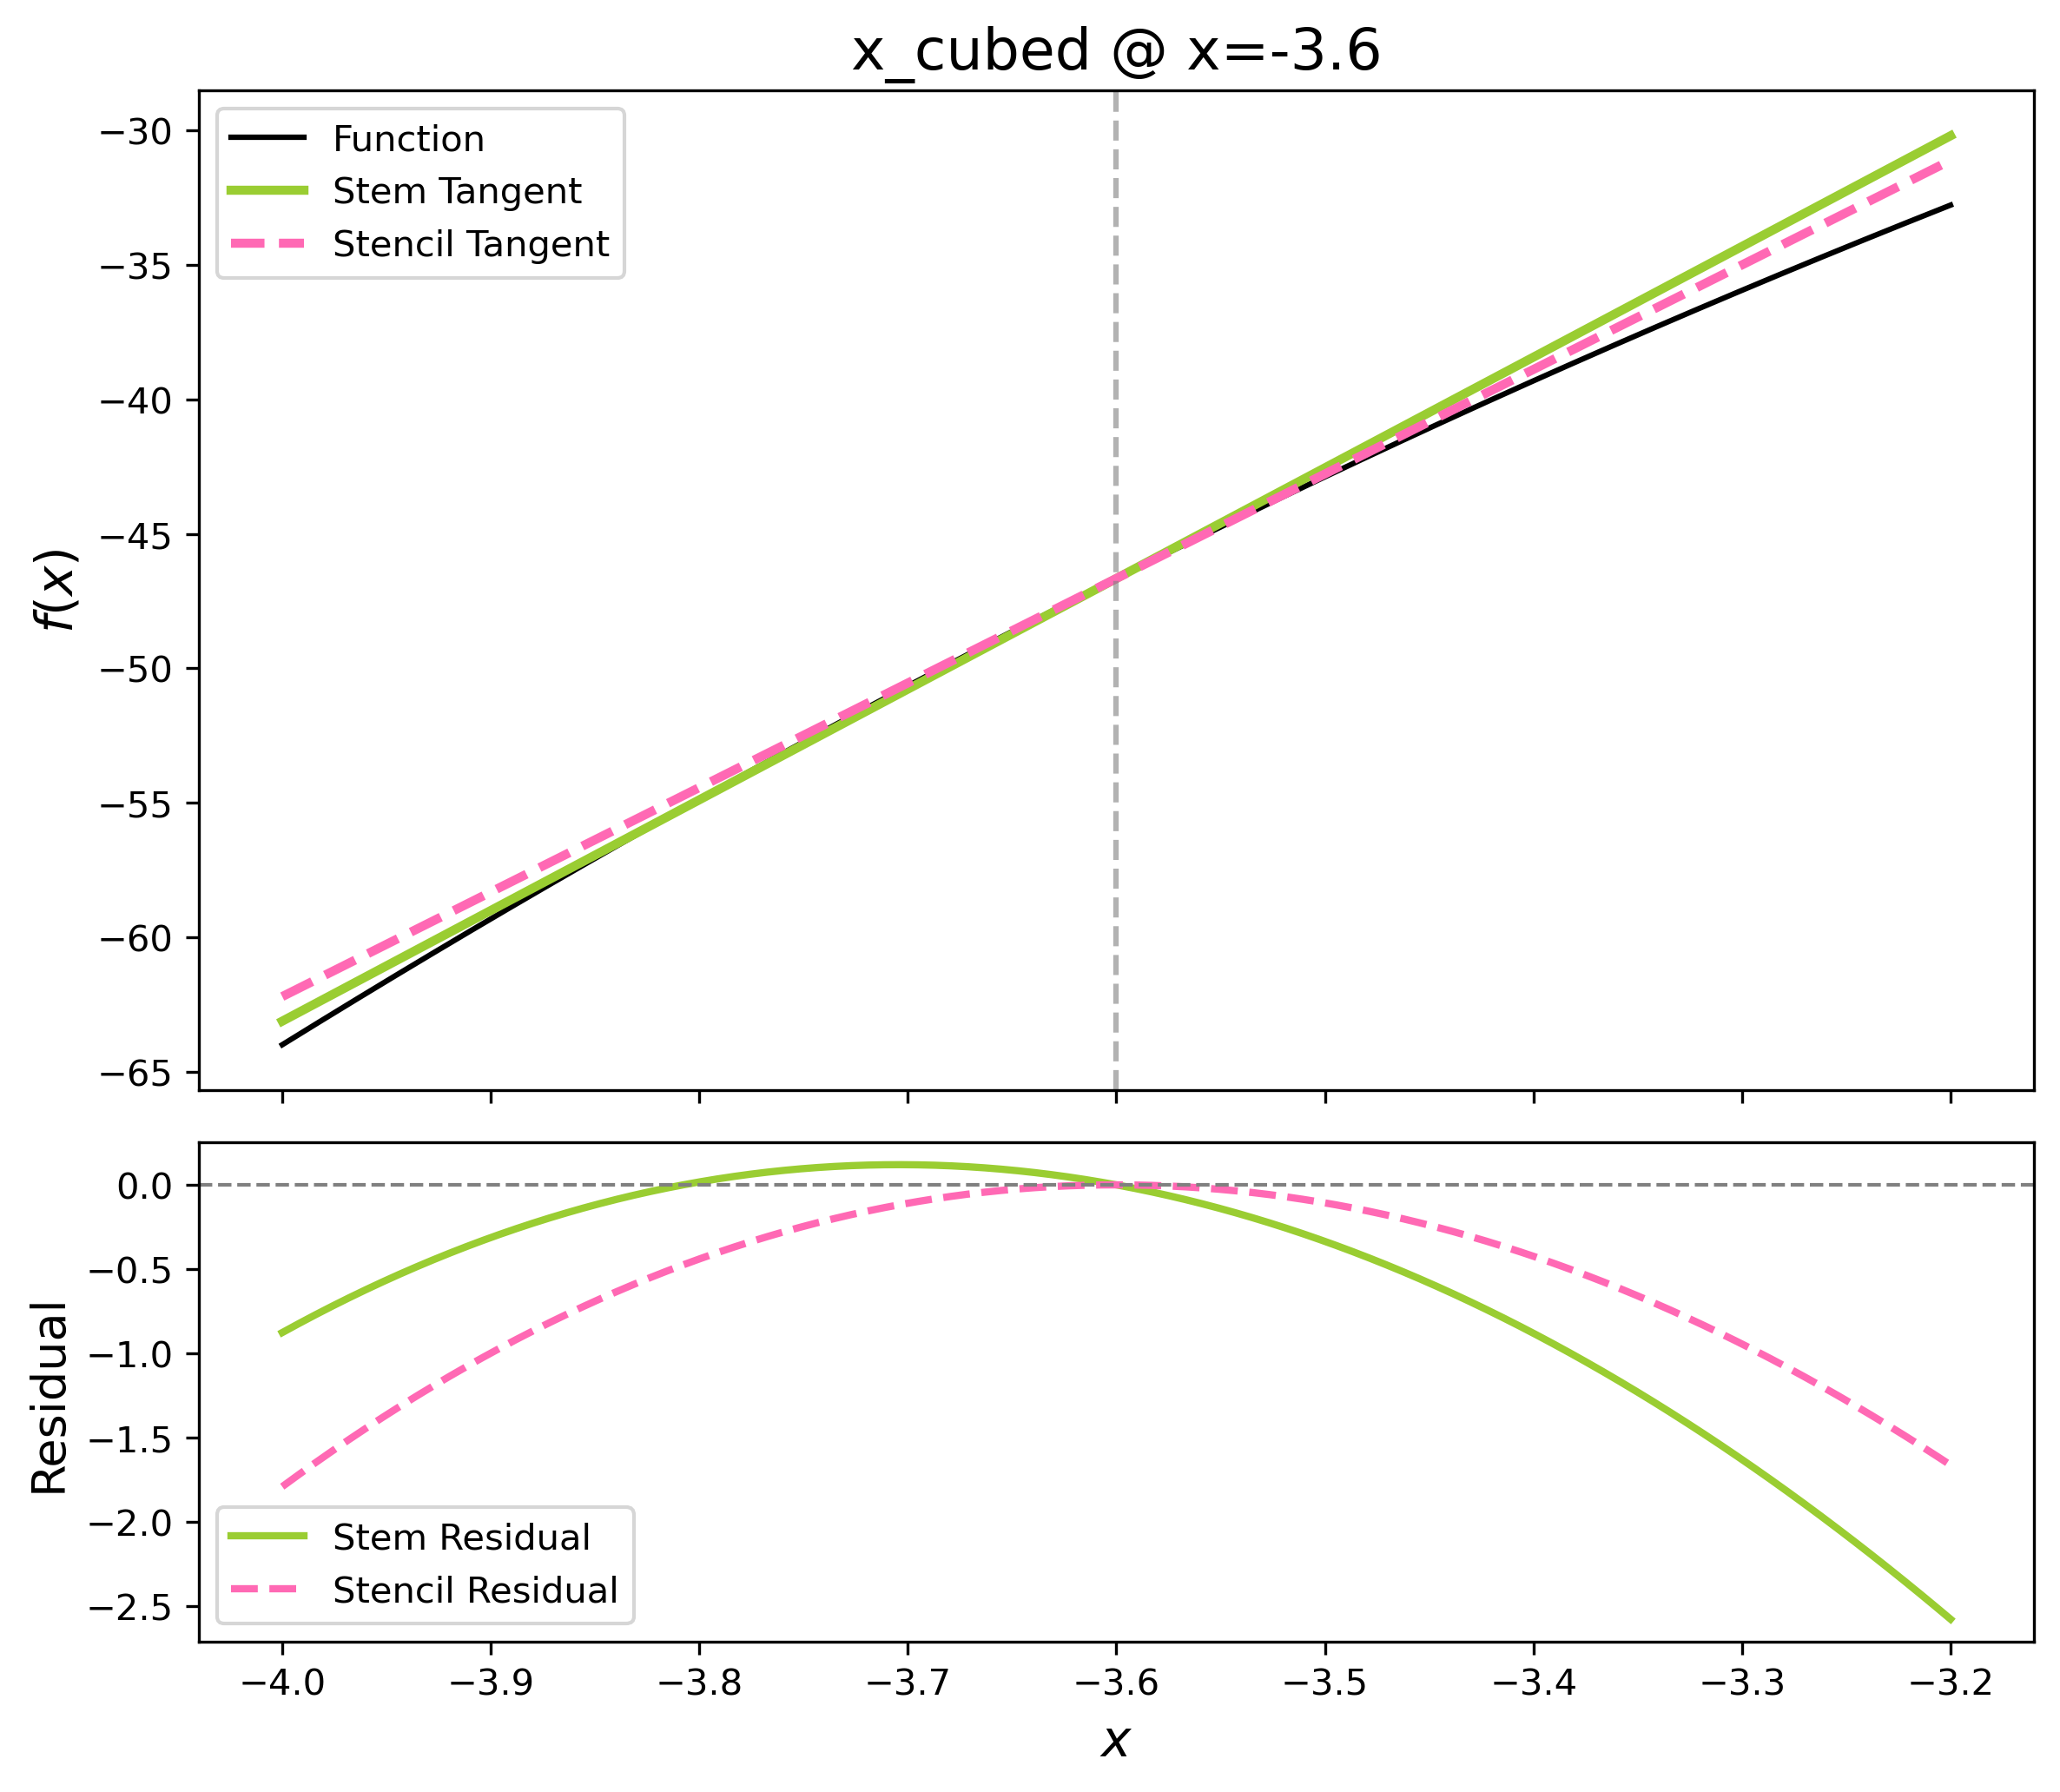 x_cubed @ x=-3.6
Function
Stem Tangent
Stencil Tangent
−30
−35
−40
−45
−50
−55
−60
−65
f(x)
0.0
−0.5
−1.0
−1.5
−2.0
−2.5
Residual
Stem Residual
Stencil Residual
−4.0 −3.9 −3.8 −3.7 −3.6 −3.5 −3.4 −3.3 −3.2
x